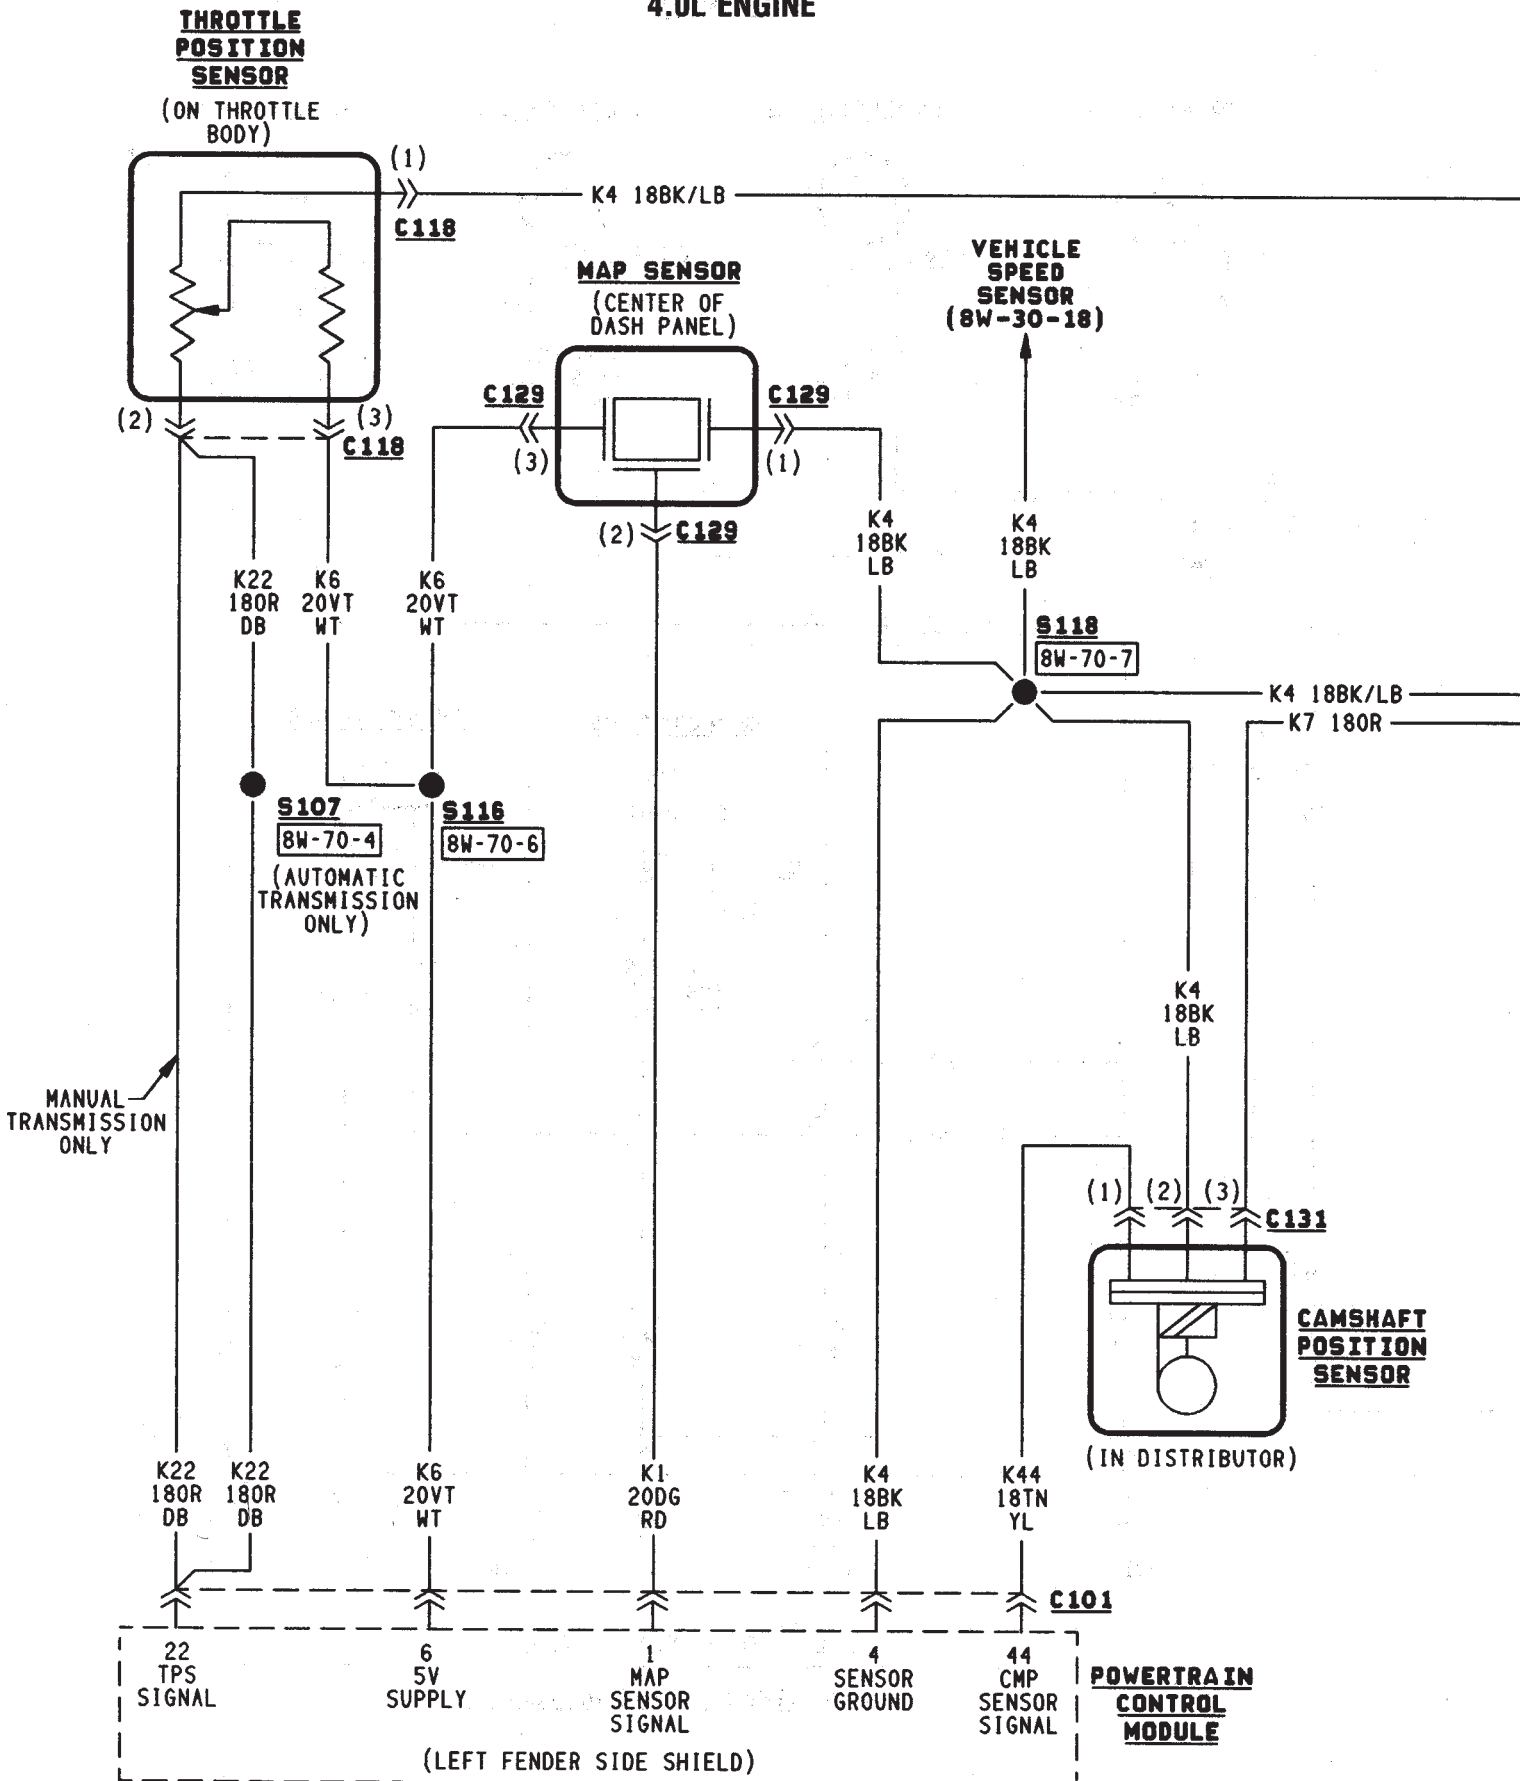 4.0L ENGINE
THROTTLE
POSITION
SENSOR
(ON THROTTLE
BODY)
(1)
K4 18BK/LB
C118
MAP SENSOR
(CENTER OF
DASH PANEL)
VEHICLE
SPEED
SENSOR
(8W-30-18)
C129
C129
(2)
(3)
C118
(3)
(1)
(2)
C129
K4
18BK
LB
K4
18BK
LB
K22
18OR
DB
K6
20VT
WT
K6
20VT
WT
S118
8W-70-7
K4 18BK/LB
K7 18OR
S107
8W-70-4
(AUTOMATIC
TRANSMISSION
ONLY)
S116
8W-70-6
K4
18BK
LB
MANUAL
TRANSMISSION
ONLY
(1)
(2)
(3)
C131
CAMSHAFT
POSITION
SENSOR
(IN DISTRIBUTOR)
K22
18OR
DB
K22
18OR
DB
K6
20VT
WT
K1
20DG
RD
K4
18BK
LB
K44
18TN
YL
C101
22
TPS
SIGNAL
6
5V
SUPPLY
1
MAP
SENSOR
SIGNAL
4
SENSOR
GROUND
44
CMP
SENSOR
SIGNAL
POWERTRAIN
CONTROL
MODULE
(LEFT FENDER SIDE SHIELD)